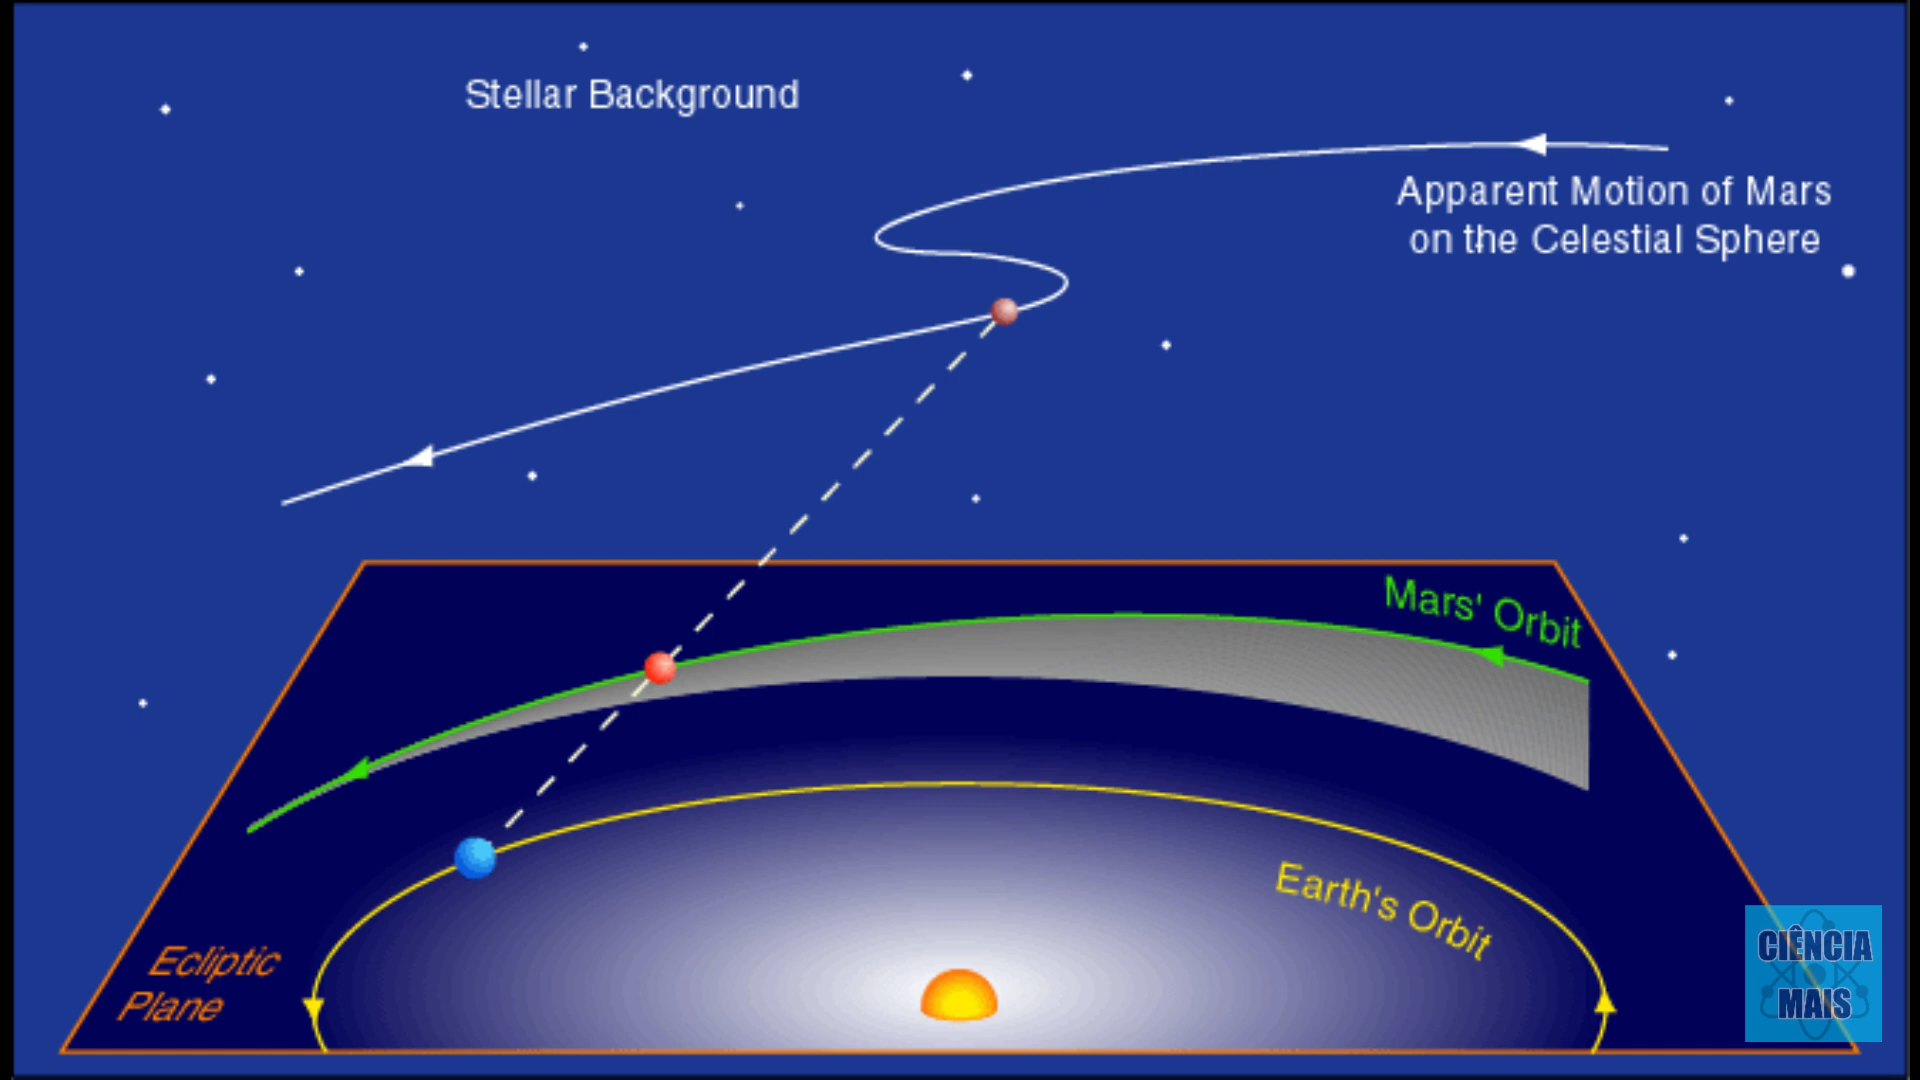 Stellar Background
Apparent Motion of Mars
on the Celestial Sphere
Mars' Orbit
Earth's Orbit
Ecliptic
Plane
CIÊNCIA
MAIS